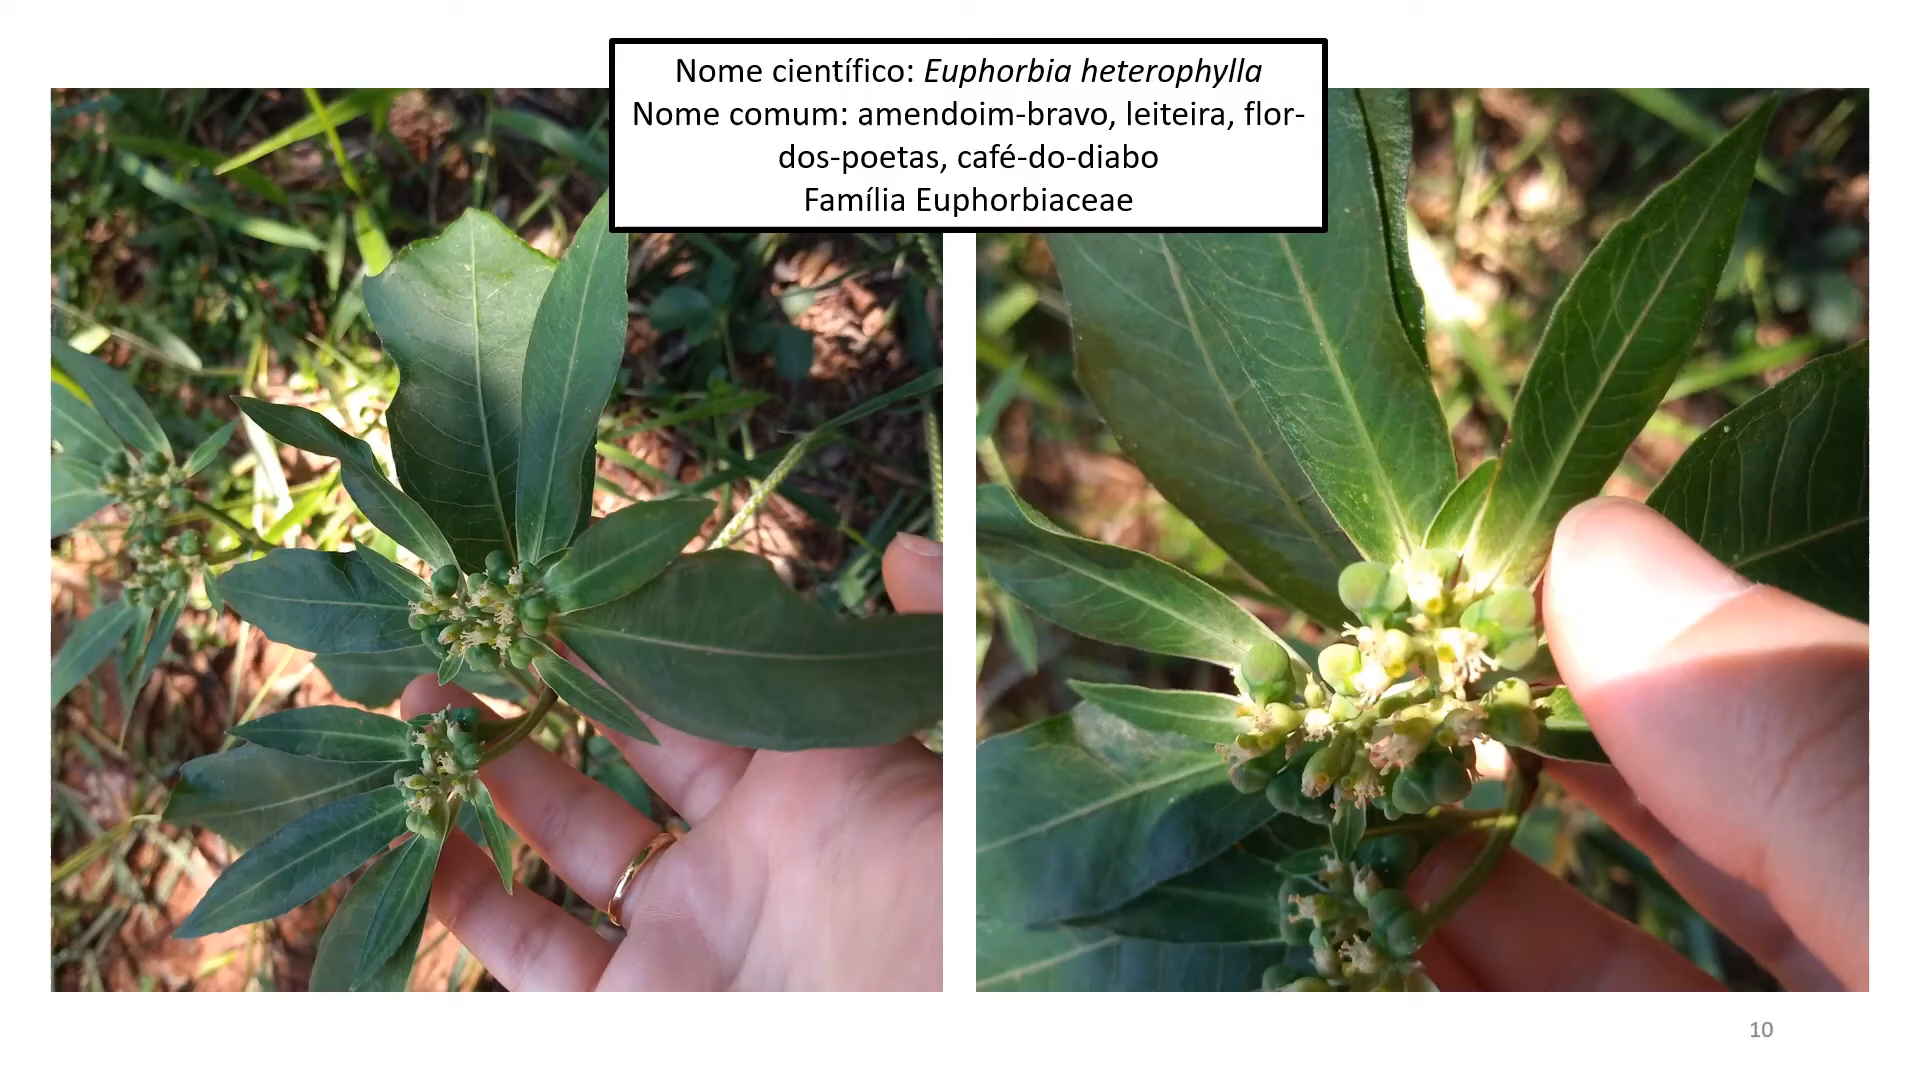 Nome científico: Euphorbia heterophylla
Nome comum: amendoim-bravo, leiteira, flor-
dos-poetas, café-do-diabo
Família Euphorbiaceae
10